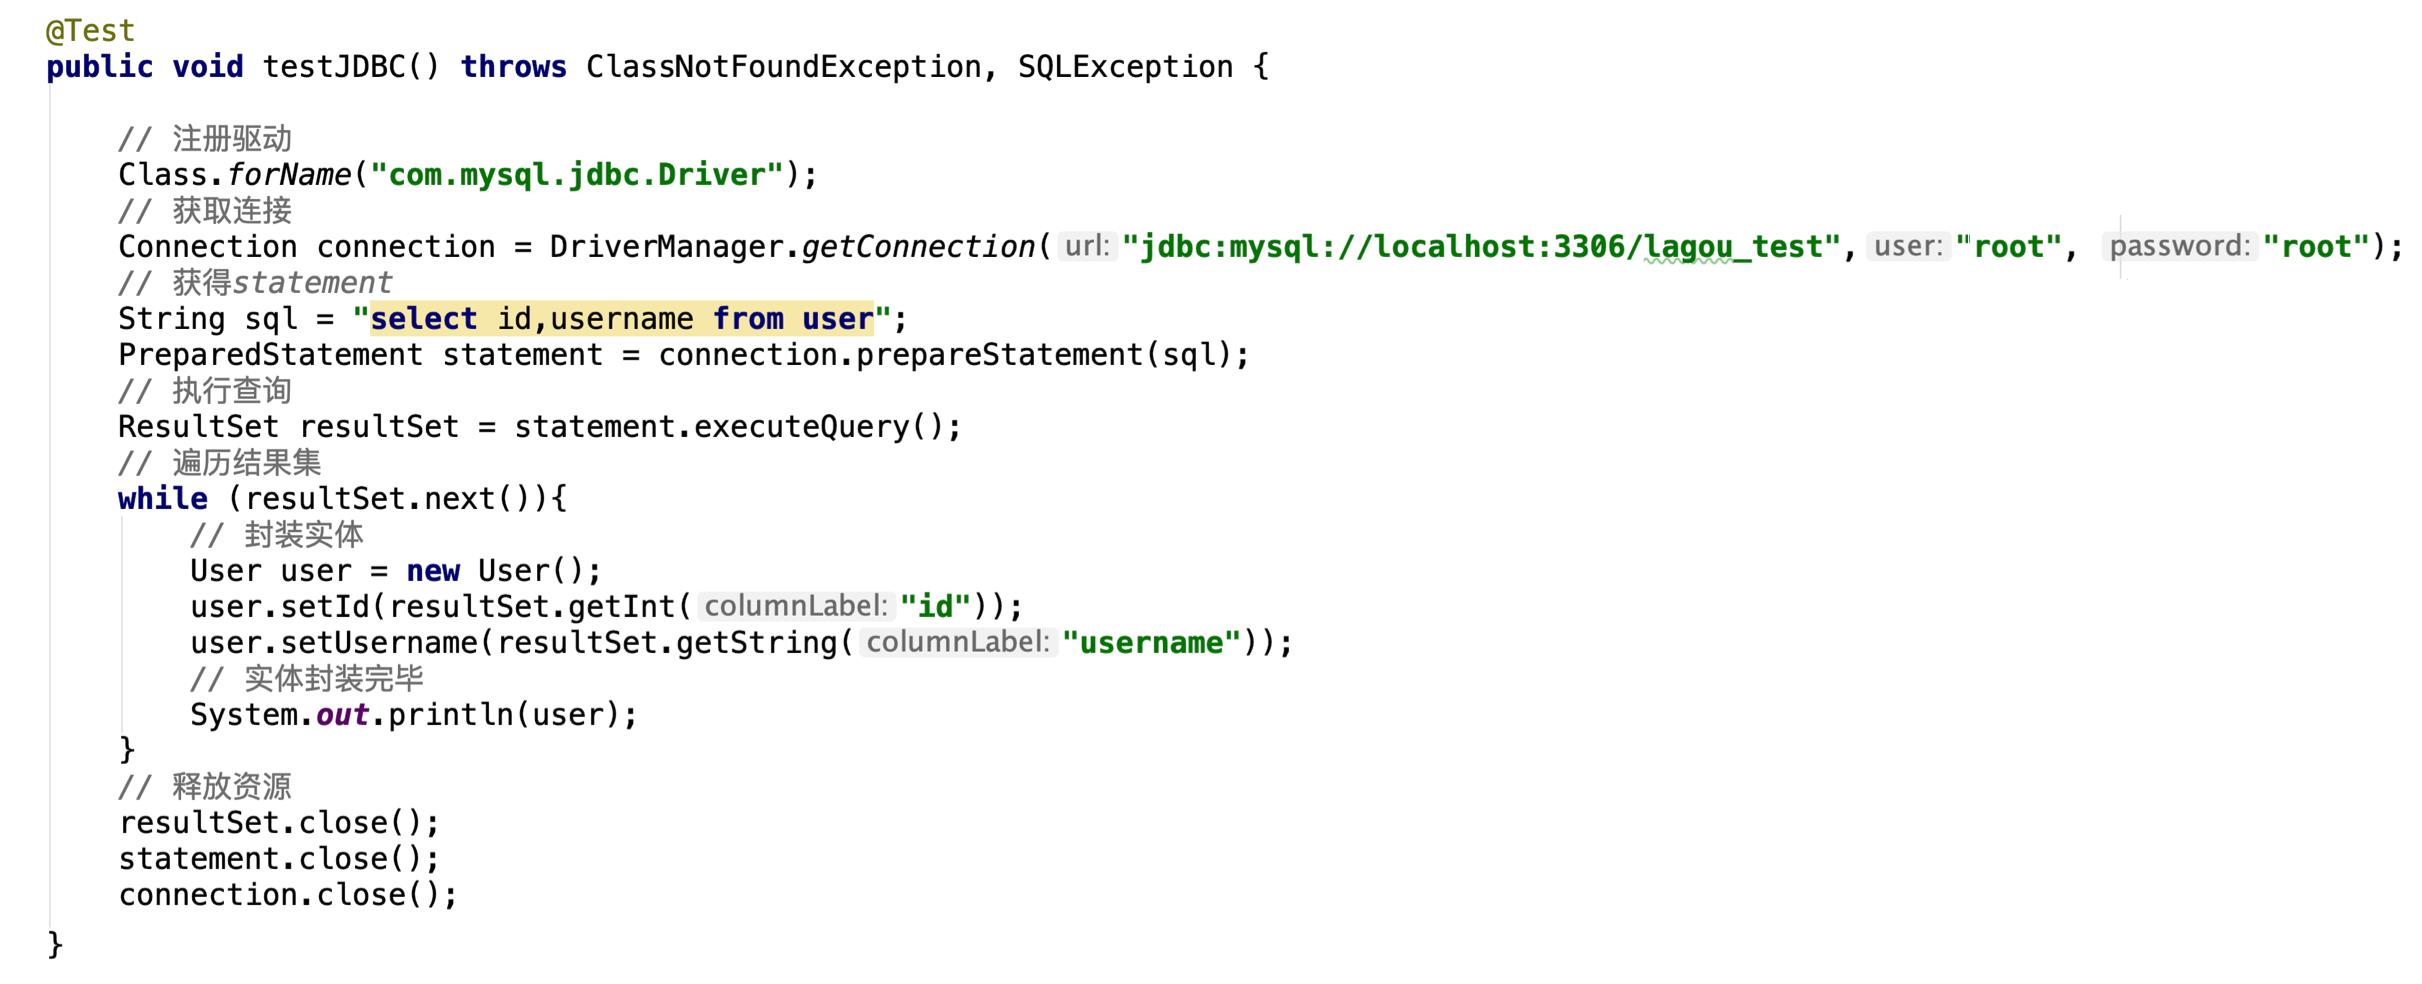 @Test
public void testJDBC() throws ClassNotFoundException, SQLException {
// 注册驱动
Class.forName("com.mysql.jdbc.Driver");
// 获取连接
Connection connection = DriverManager.getConnection( url: "jdbc:mysql://localhost:3306/lagou_test", user: "root", password: "root");
// 获得statement
String sql = "select id,username from user";
PreparedStatement statement = connection.prepareStatement(sql);
// 执行查询
ResultSet resultSet = statement.executeQuery();
// 遍历结果集
while (resultSet.next()){
// 封装实体
User user = new User();
user.setId(resultSet.getInt( columnLabel: "id"));
user.setUsername(resultSet.getString( columnLabel: "username"));
// 实体封装完毕
System.out.println(user);
}
// 释放资源
resultSet.close();
statement.close();
connection.close();
}